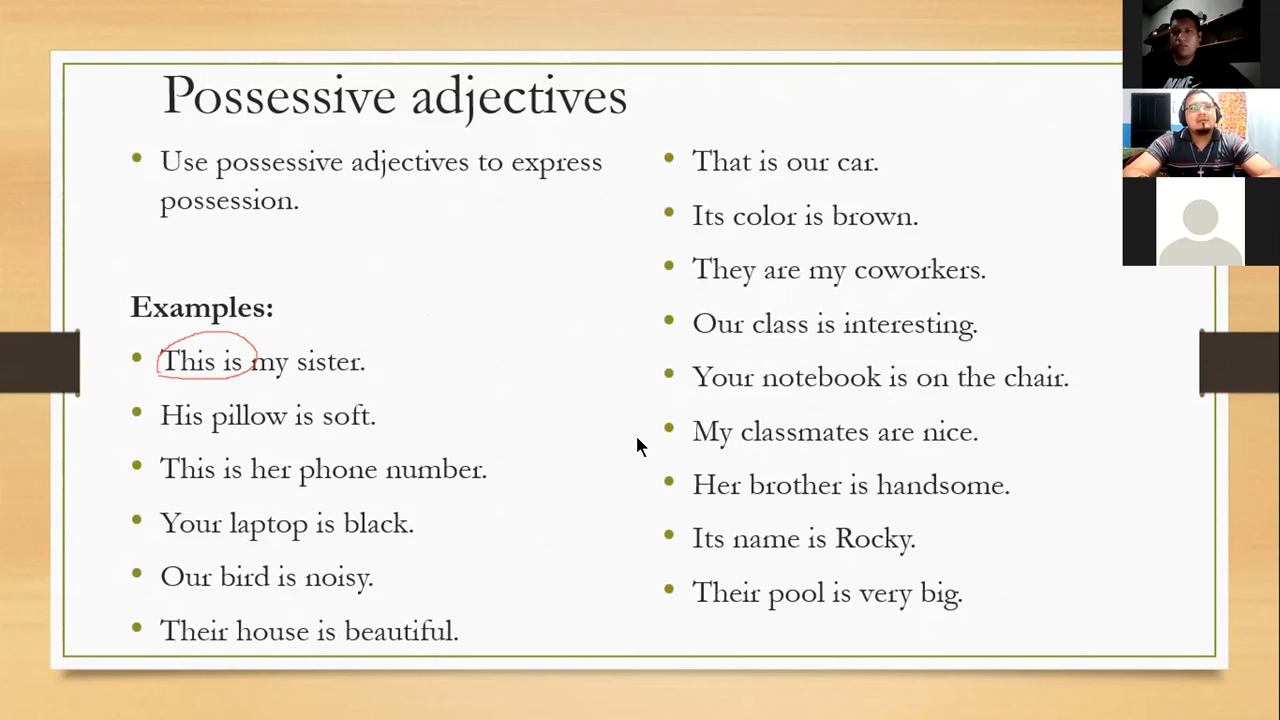 Possessive adjectives
Use possessive adjectives to express
possession.
Examples:
This is my sister.
His pillow is soft.
This is her phone number.
Your laptop is black.
Our bird is noisy.
Their house is beautiful.
That is our car.
Its color is brown.
They are my coworkers.
Our class is interesting.
Your notebook is on the chair.
My classmates are nice.
Her brother is handsome.
Its name is Rocky.
Their pool is very big.
NIKE